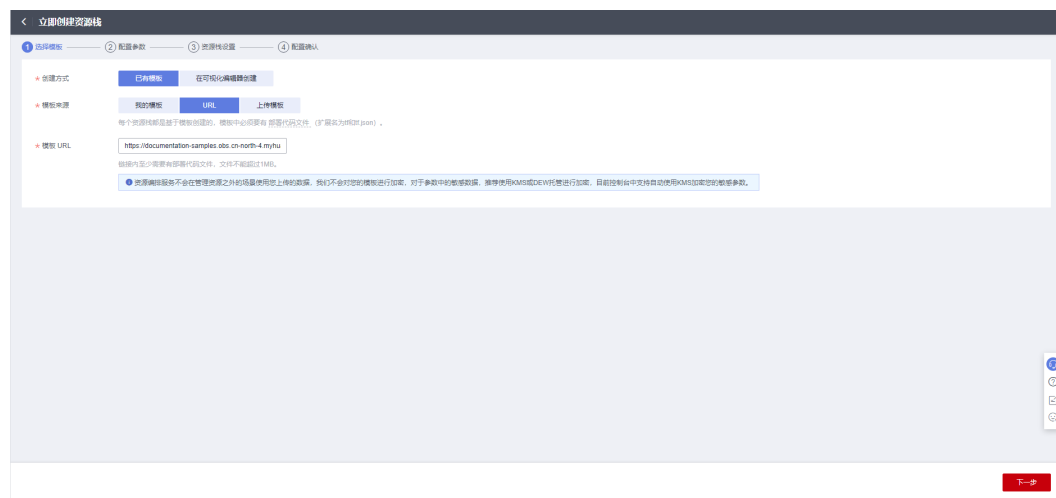 立即创建资源栈
1 选择模板 2 配置参数 3 资源栈设置 4 配置确认
* 创建方式 已有模板 在可视化编辑器创建
* 模板来源 我的模板 URL 上传模板
每个资源栈都是基于模板创建的，模板中必须要有 部署代码文件（扩展名为tf和tf.json）。
* 模板 URL https://documentation-samples.obs.cn-north-4.myhu
链接内至少需要有部署代码文件，文件不能超过1MB。
资源编排服务不会在管理资源之外的场景使用您上传的数据，我们不会对您的模板进行加密，对于参数中的敏感数据，推荐使用KMS或DEW托管进行加密，目前控制台中支持自动使用KMS加密您的敏感参数。
下一步